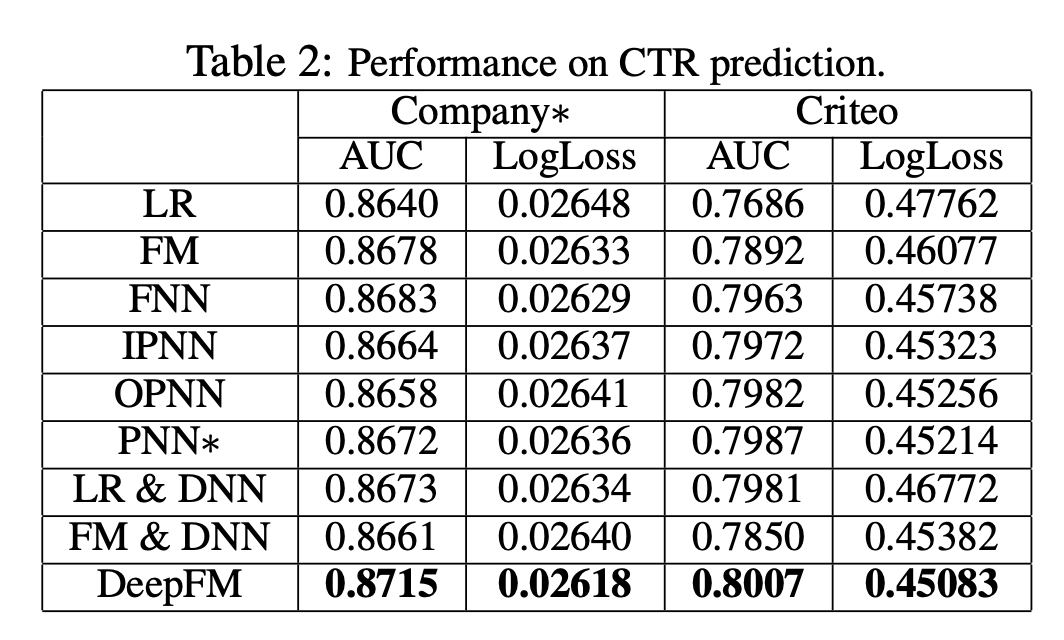 Table 2: Performance on CTR prediction.
Company* Criteo
AUC LogLoss AUC LogLoss
LR 0.8640 0.02648 0.7686 0.47762
FM 0.8678 0.02633 0.7892 0.46077
FNN 0.8683 0.02629 0.7963 0.45738
IPNN 0.8664 0.02637 0.7972 0.45323
OPNN 0.8658 0.02641 0.7982 0.45256
PNN* 0.8672 0.02636 0.7987 0.45214
LR & DNN 0.8673 0.02634 0.7981 0.46772
FM & DNN 0.8661 0.02640 0.7850 0.45382
DeepFM 0.8715 0.02618 0.8007 0.45083